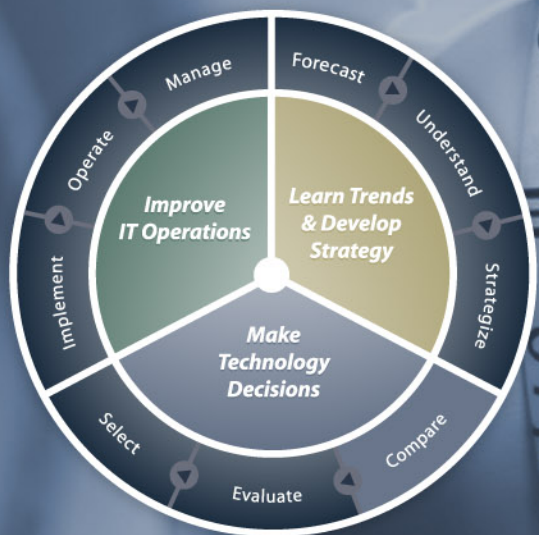 Manage
Forecast
Operate
Understand
Improve
IT Operations
Learn Trends
& Develop
Strategy
Implement
Strategize
Make
Technology
Decisions
Select
Compare
Evaluate